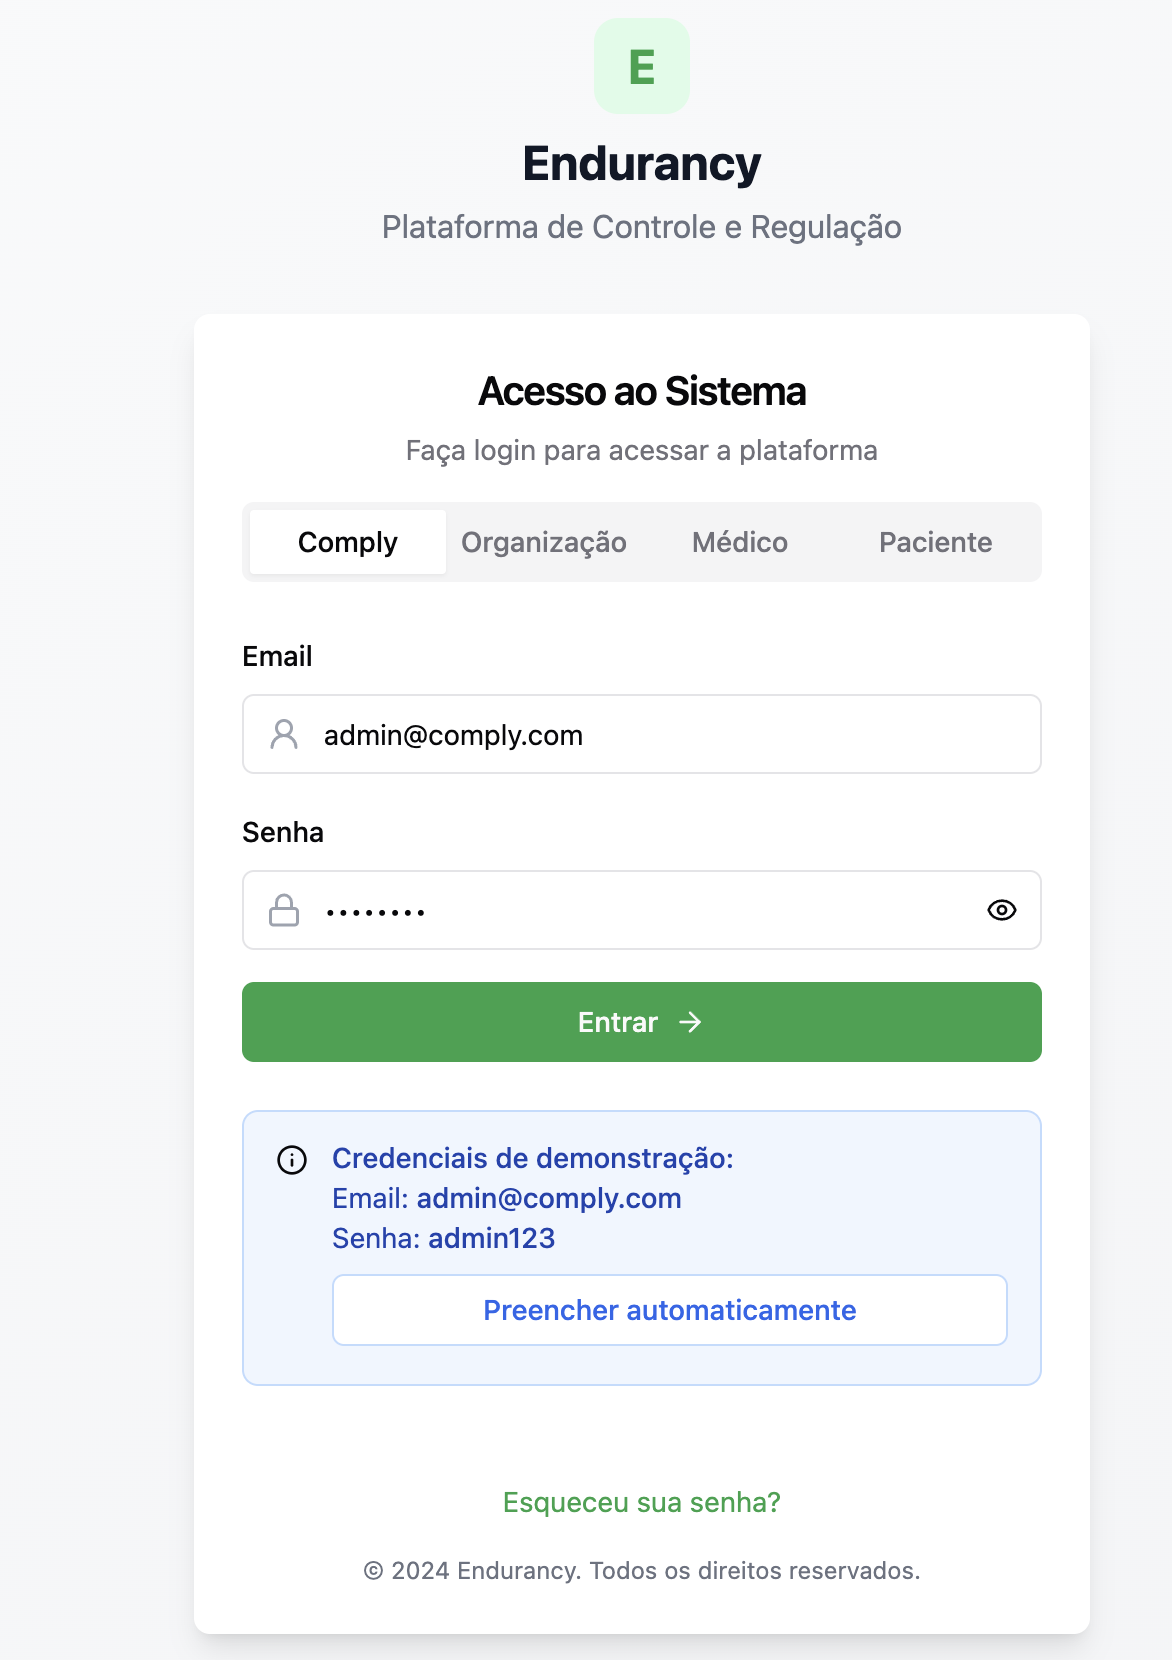 E
Endurancy
Plataforma de Controle e Regulação
Acesso ao Sistema
Faça login para acessar a plataforma
Comply Organização Médico Paciente
Email
admin@comply.com
Senha
••••••••
Entrar →
Credenciais de demonstração:
Email: admin@comply.com
Senha: admin123
Preencher automaticamente
Esqueceu sua senha?
© 2024 Endurancy. Todos os direitos reservados.